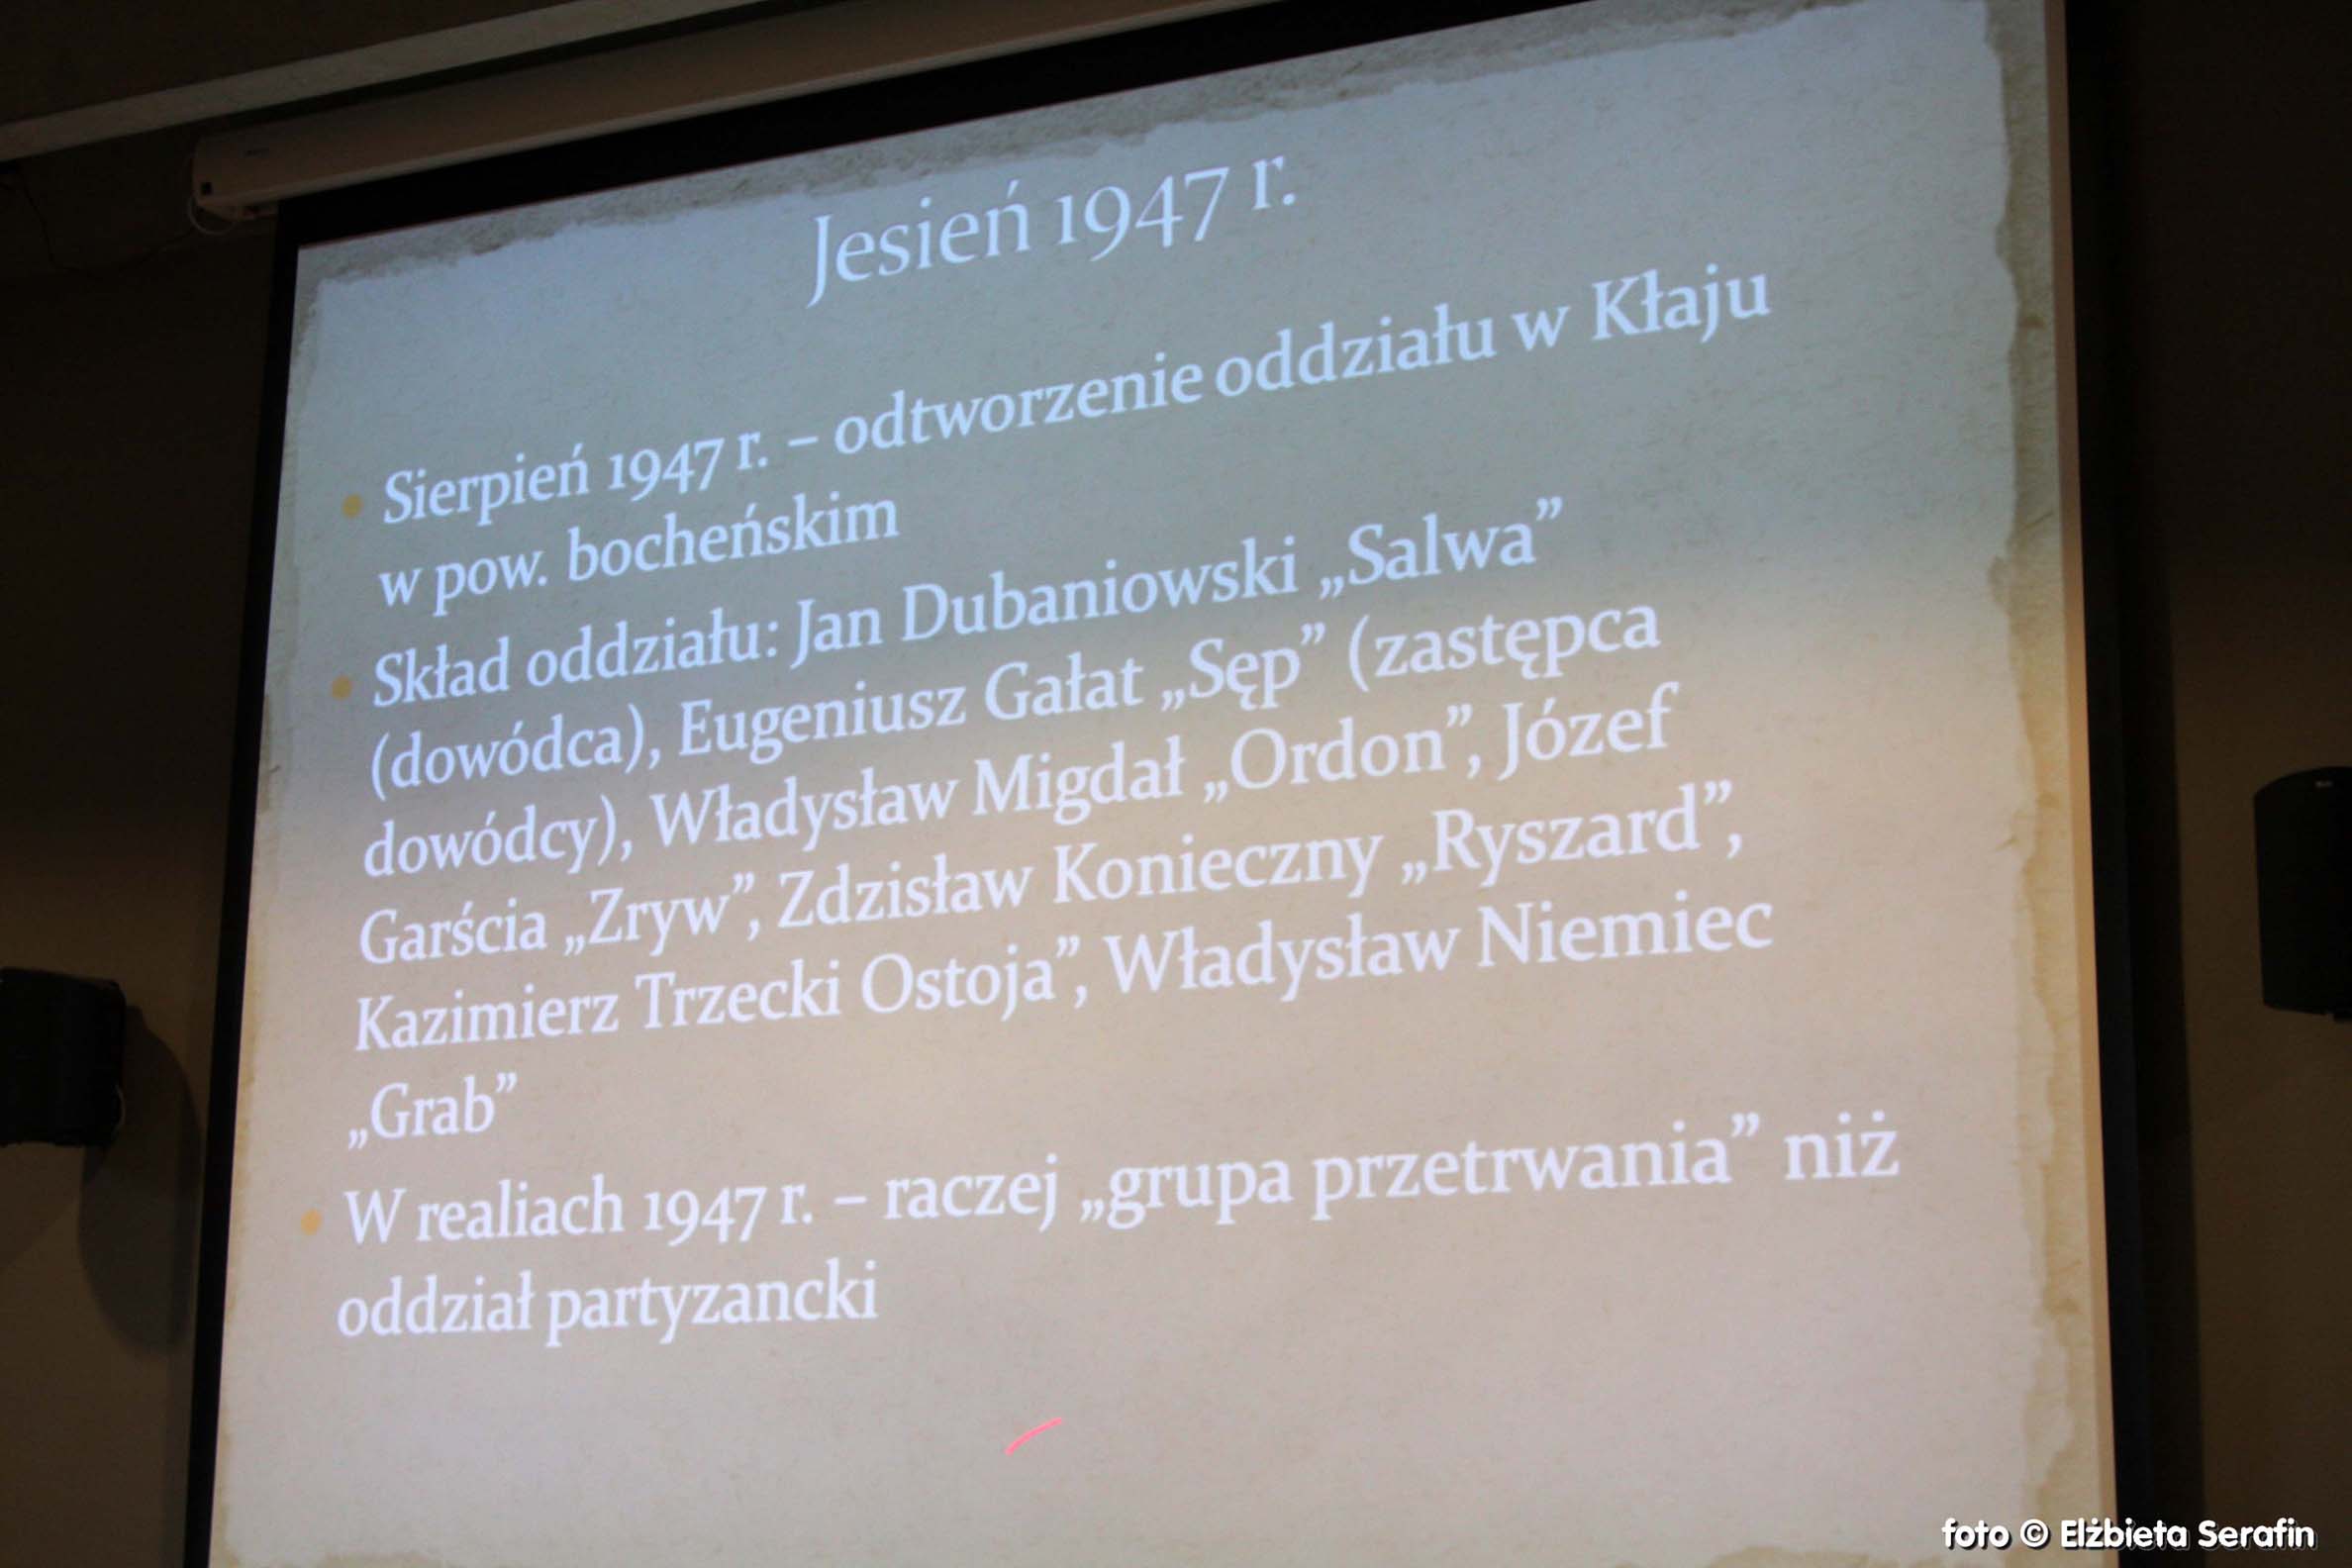 Jesień 1947 r.
Sierpień 1947 r. – odtworzenie oddziału w Kłaju
w pow. bocheńskim
Skład oddziału: Jan Dubaniowski „Salwa”
(dowódca), Eugeniusz Gałat „Sęp” (zastępca
dowódcy), Władysław Migdał „Ordon”, Józef
Garścia „Zryw”, Zdzisław Konieczny „Ryszard”,
Kazimierz Trzecki Ostoja”, Władysław Niemiec
„Grab”
W realiach 1947 r. – raczej „grupa przetrwania” niż
oddział partyzancki
foto © Elżbieta Serafin